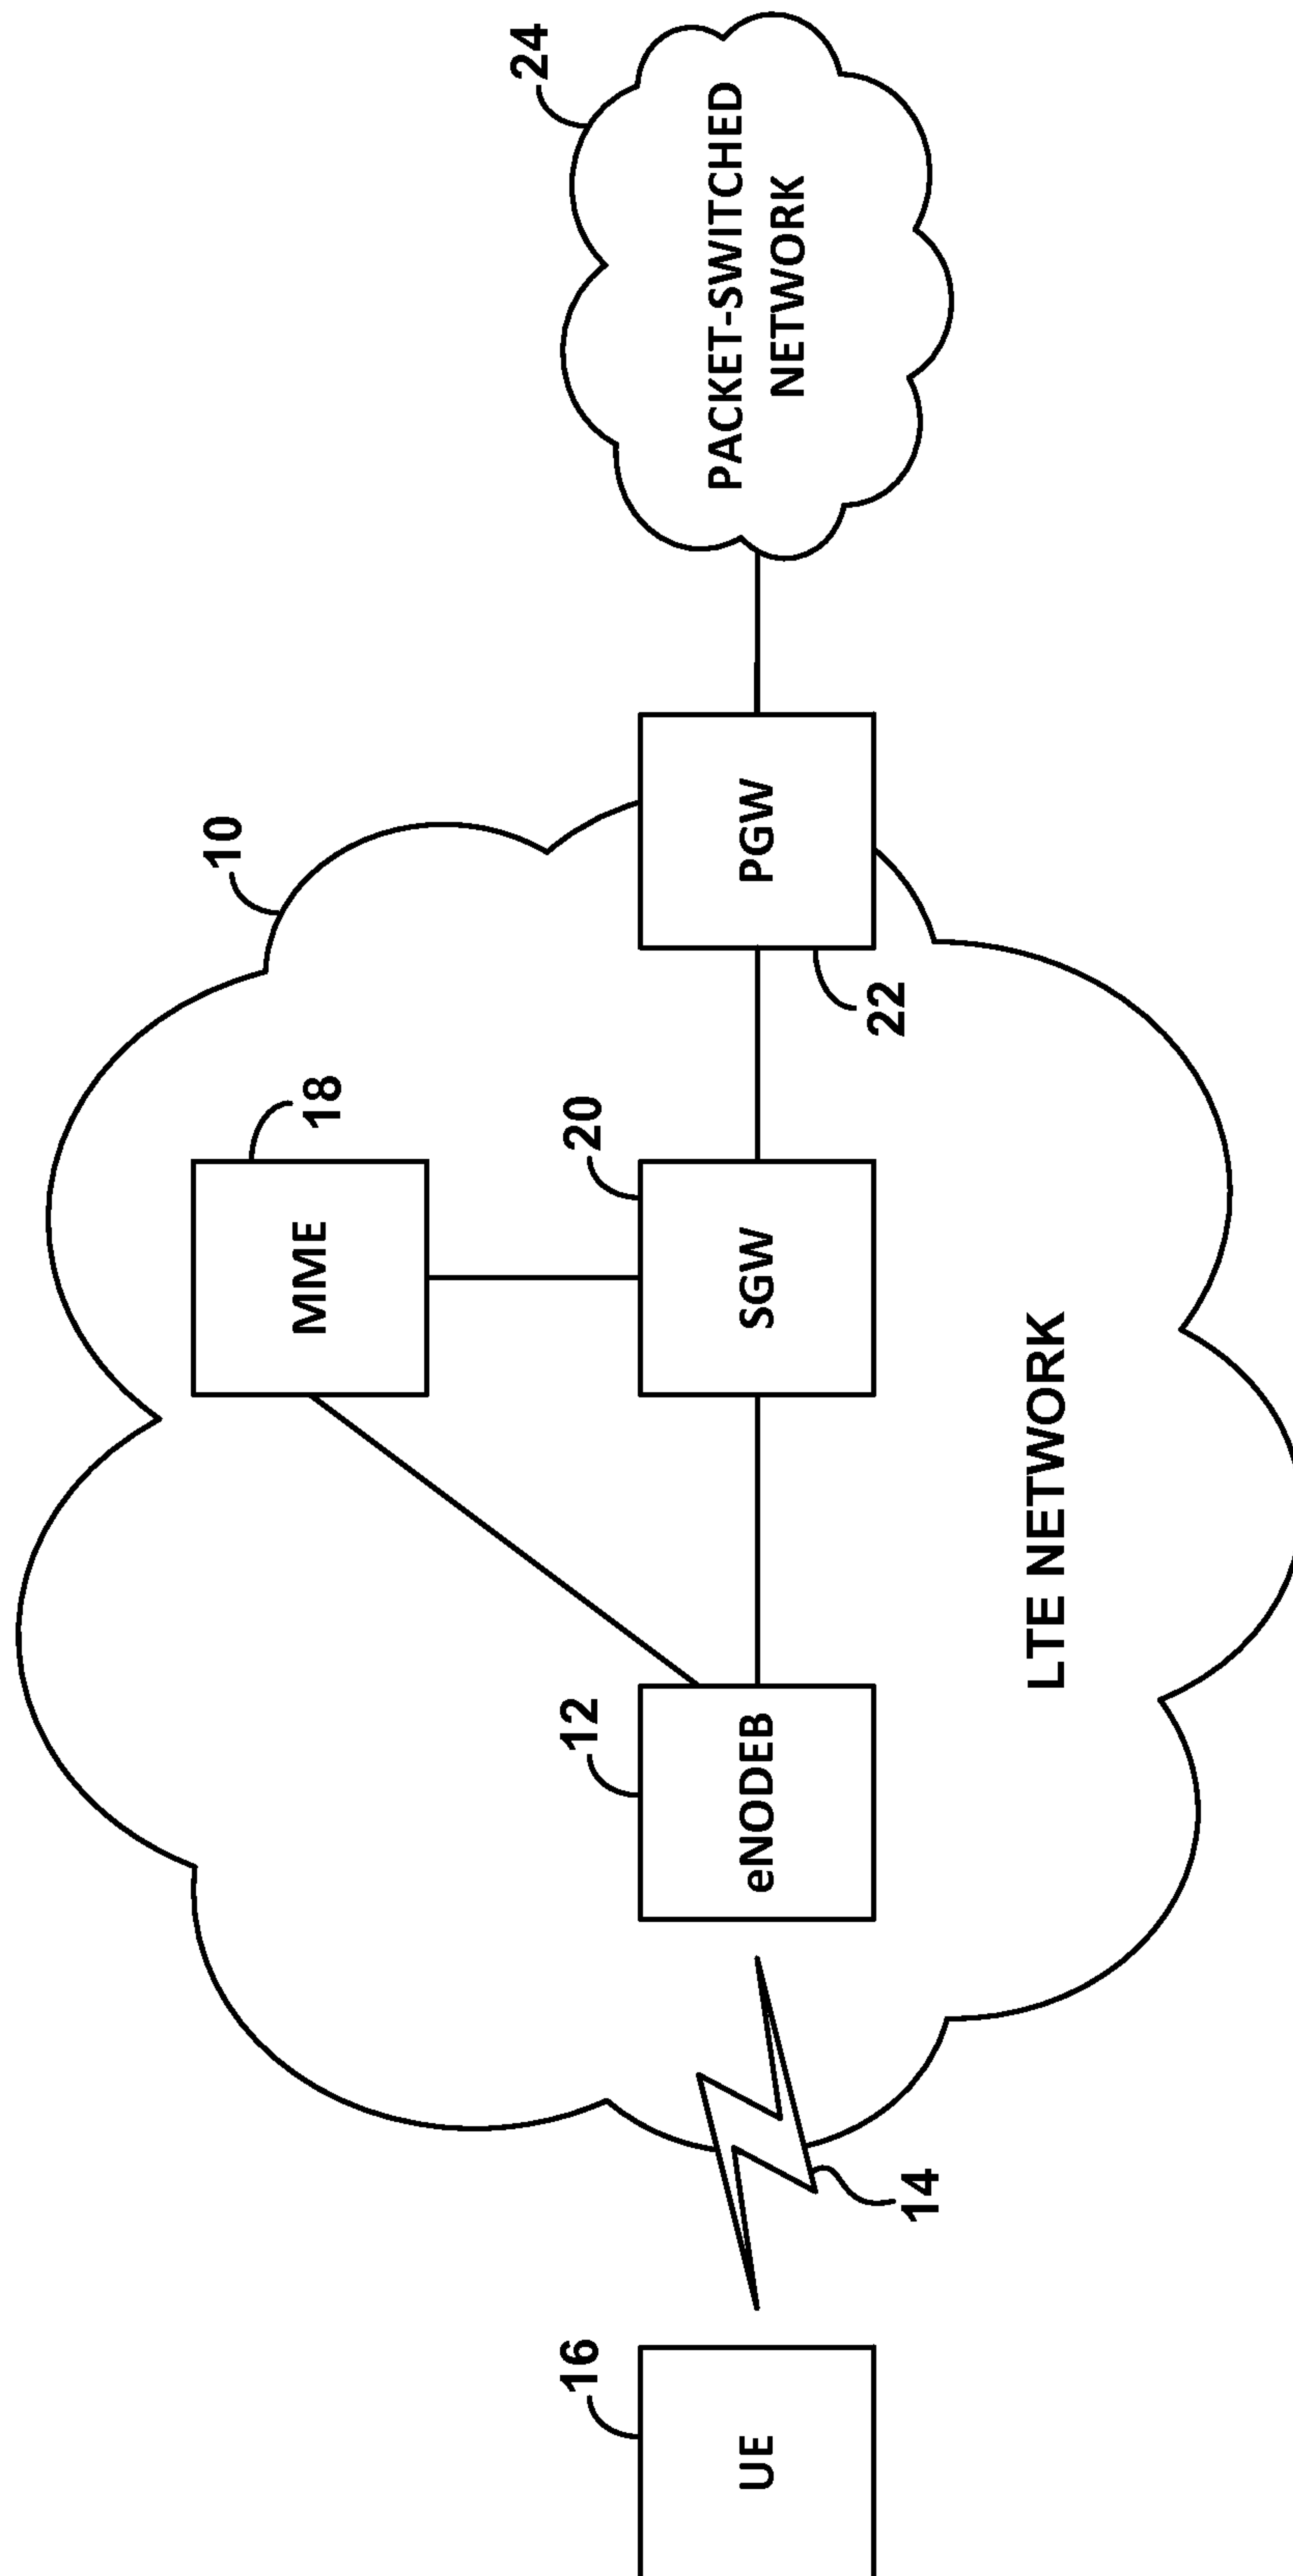 10
24
18
MME
16
12
20
UE
eNODEB
SGW
PGW
PACKET-SWITCHED
NETWORK
14
22
LTE NETWORK